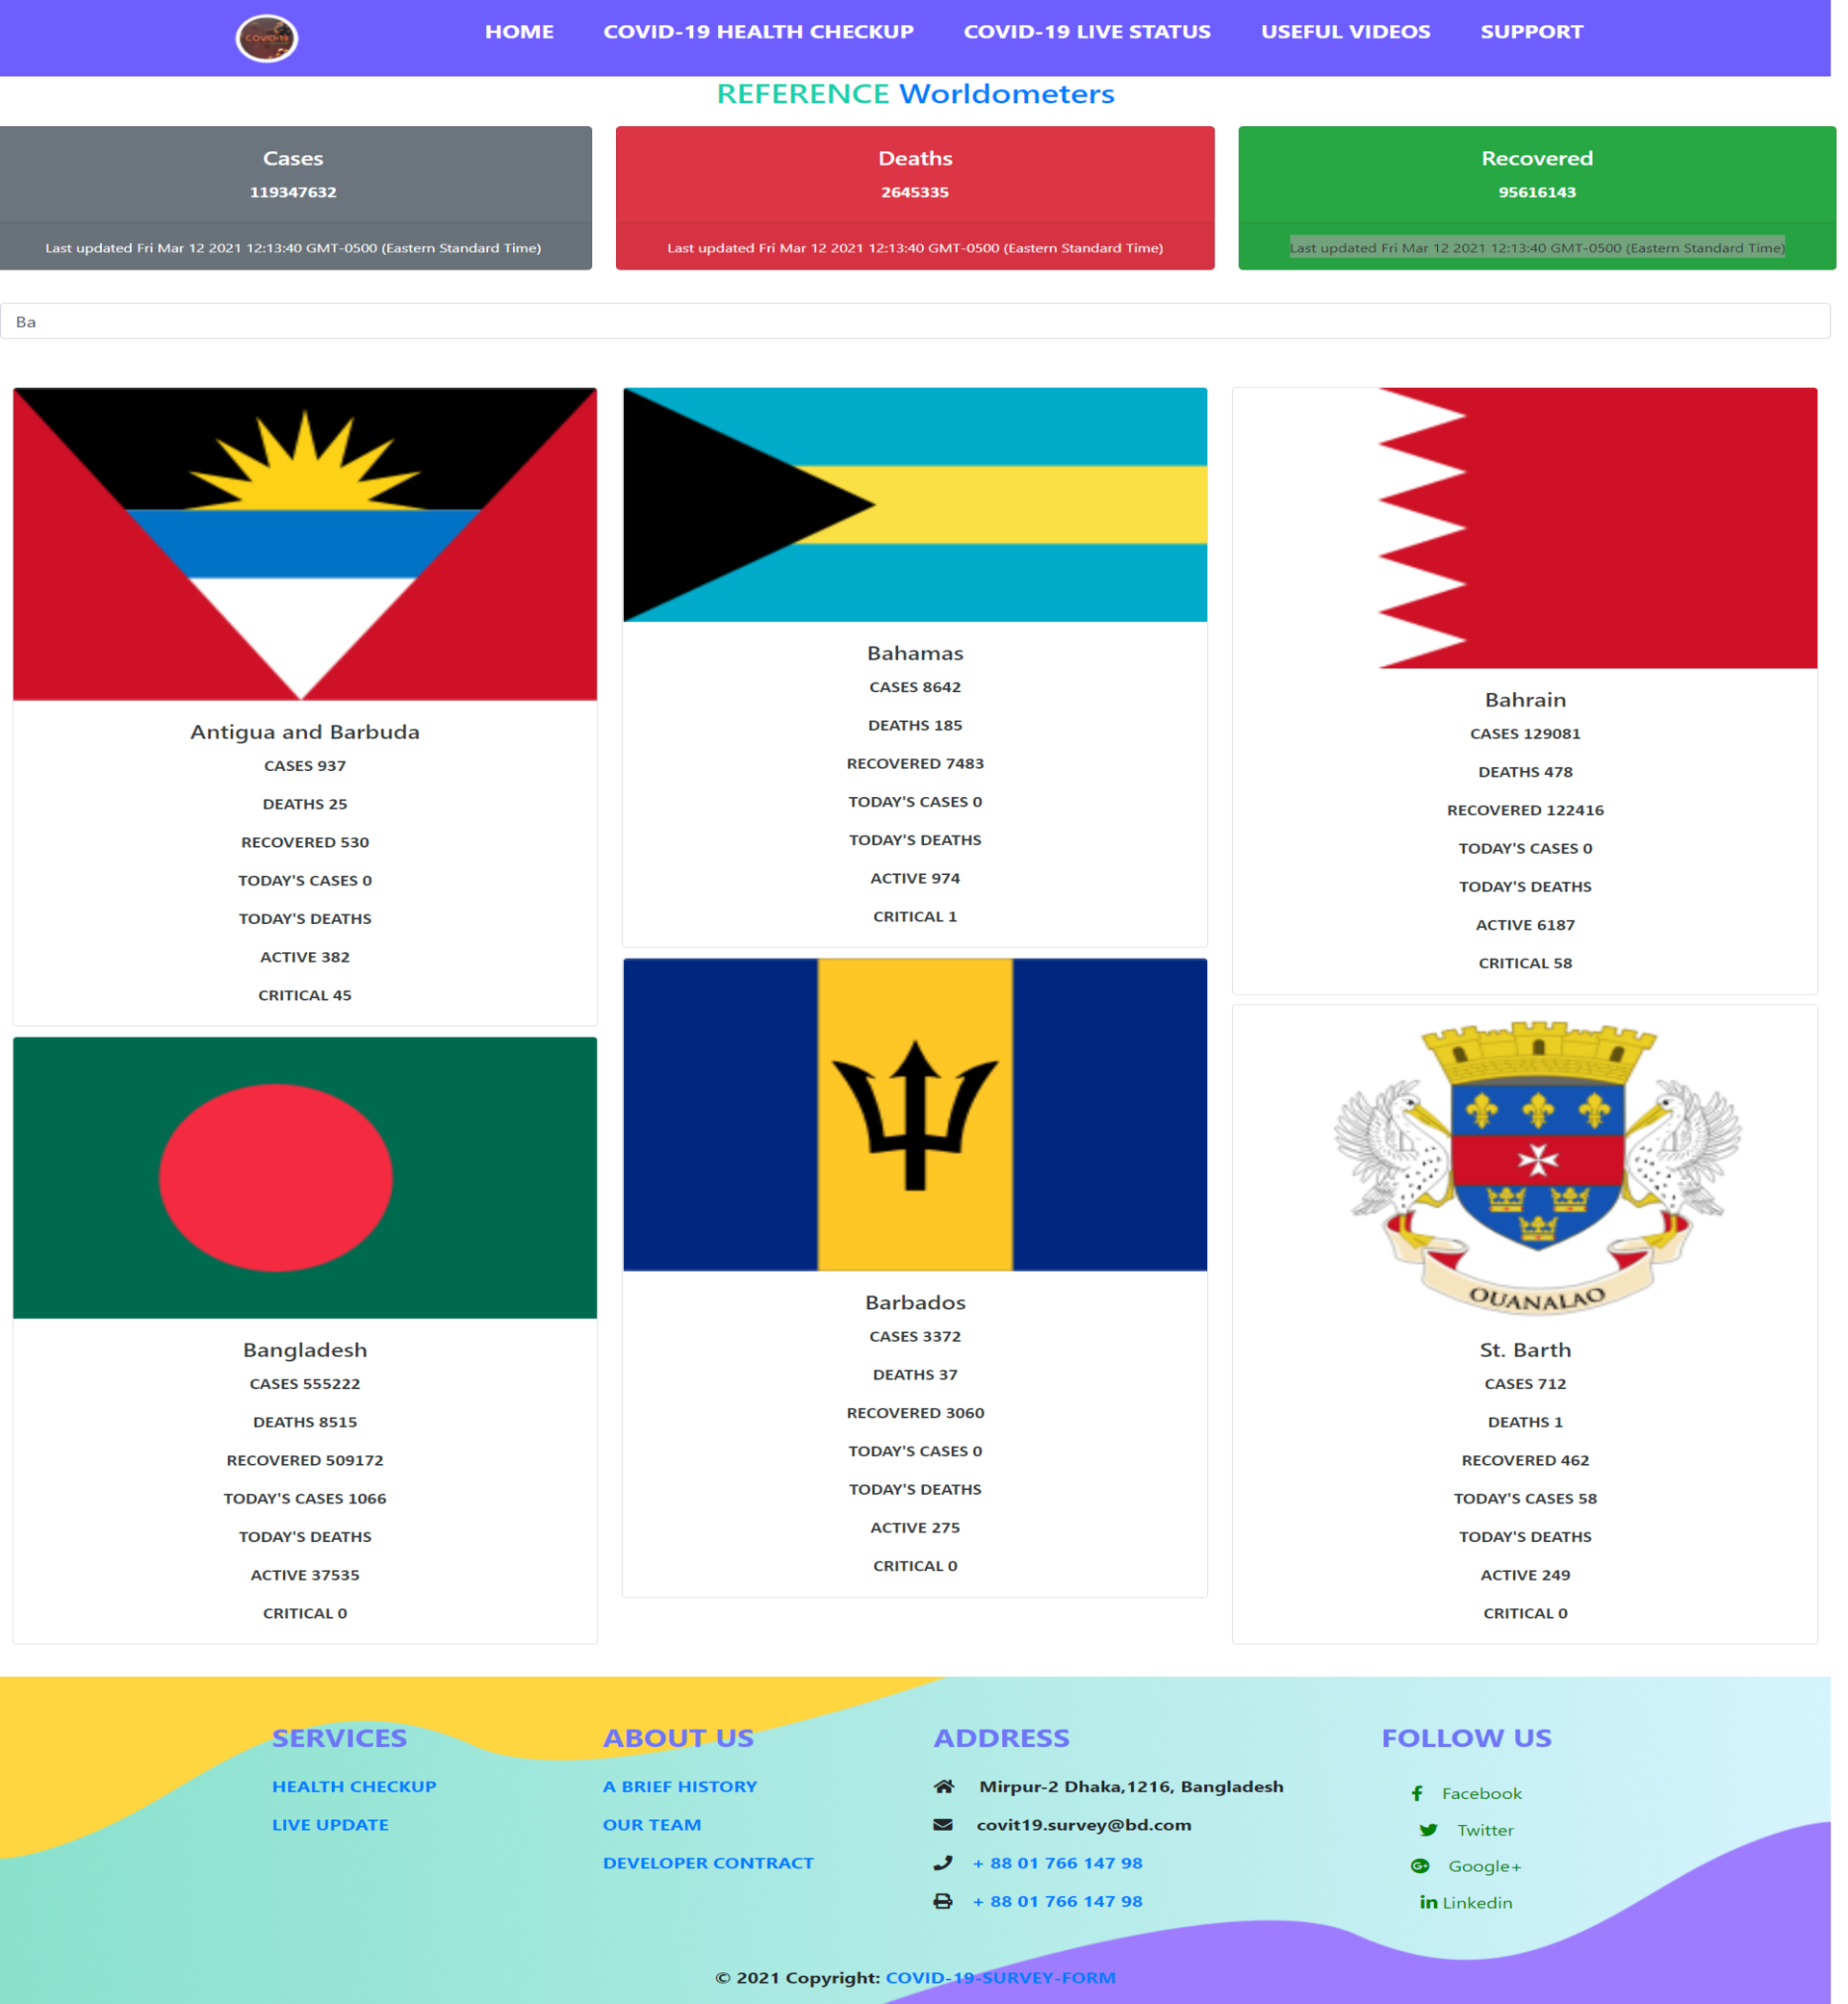 COVID-19
HOME COVID-19 HEALTH CHECKUP COVID-19 LIVE STATUS USEFUL VIDEOS SUPPORT
REFERENCE Worldometers
Cases
119347632
Last updated Fri Mar 12 2021 12:13:40 GMT-0500 (Eastern Standard Time)
Deaths
2645335
Last updated Fri Mar 12 2021 12:13:40 GMT-0500 (Eastern Standard Time)
Recovered
95616143
Last updated Fri Mar 12 2021 12:13:40 GMT-0500 (Eastern Standard Time)
Ba
Antigua and Barbuda
CASES 937
DEATHS 25
RECOVERED 530
TODAY'S CASES 0
TODAY'S DEATHS
ACTIVE 382
CRITICAL 45
Bahamas
CASES 8642
DEATHS 185
RECOVERED 7483
TODAY'S CASES 0
TODAY'S DEATHS
ACTIVE 974
CRITICAL 1
Bahrain
CASES 129081
DEATHS 478
RECOVERED 122416
TODAY'S CASES 0
TODAY'S DEATHS
ACTIVE 6187
CRITICAL 58
Bangladesh
CASES 555222
DEATHS 8515
RECOVERED 509172
TODAY'S CASES 1066
TODAY'S DEATHS
ACTIVE 37535
CRITICAL 0
Barbados
CASES 3372
DEATHS 37
RECOVERED 3060
TODAY'S CASES 0
TODAY'S DEATHS
ACTIVE 275
CRITICAL 0
OUANALAO
St. Barth
CASES 712
DEATHS 1
RECOVERED 462
TODAY'S CASES 58
TODAY'S DEATHS
ACTIVE 249
CRITICAL 0
SERVICES
HEALTH CHECKUP
LIVE UPDATE
ABOUT US
A BRIEF HISTORY
OUR TEAM
DEVELOPER CONTRACT
ADDRESS
Mirpur-2 Dhaka,1216, Bangladesh
covit19.survey@bd.com
+ 88 01 766 147 98
+ 88 01 766 147 98
FOLLOW US
Facebook
Twitter
Google+
Linkedin
© 2021 Copyright: COVID-19-SURVEY-FORM